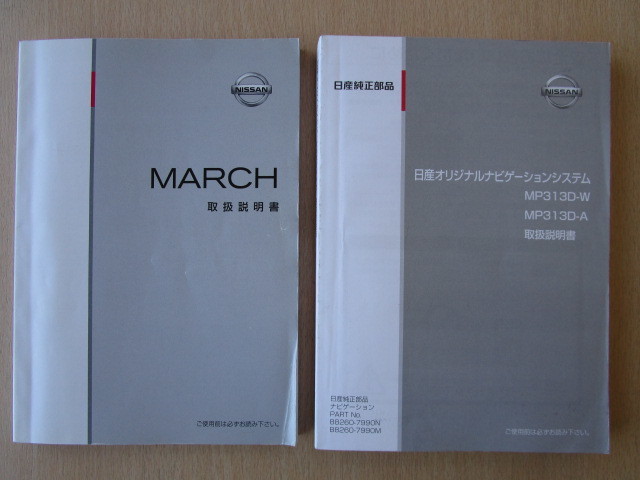 NISSAN
MARCH
取扱説明書
ご使用前は必ずお読み下さい。
日産純正部品
NISSAN
日産オリジナルナビゲーションシステム
MP313D-W
MP313D-A
取扱説明書
日産純正部品
ナビゲーション
PART No.
B8260-7990N
B8260-7990M
ご使用前は必ずお読み下さい。